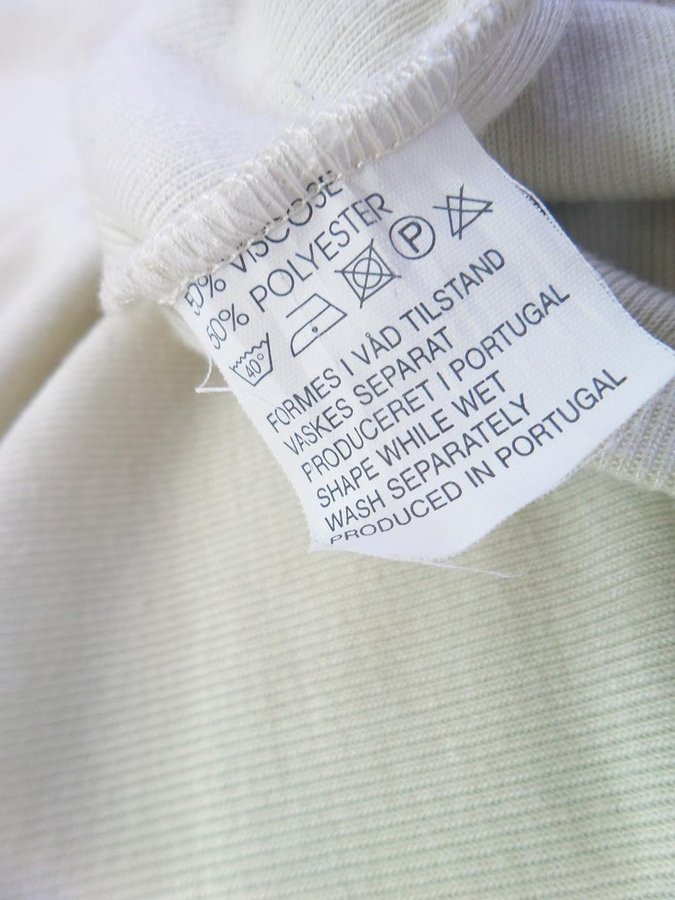 50% VISCOSE
50% POLYESTER
40° P
FORMES I VÅD TILSTAND
VASKES SEPARAT
PRODUCERET I PORTUGAL
SHAPE WHILE WET
WASH SEPARATELY
PRODUCED IN PORTUGAL